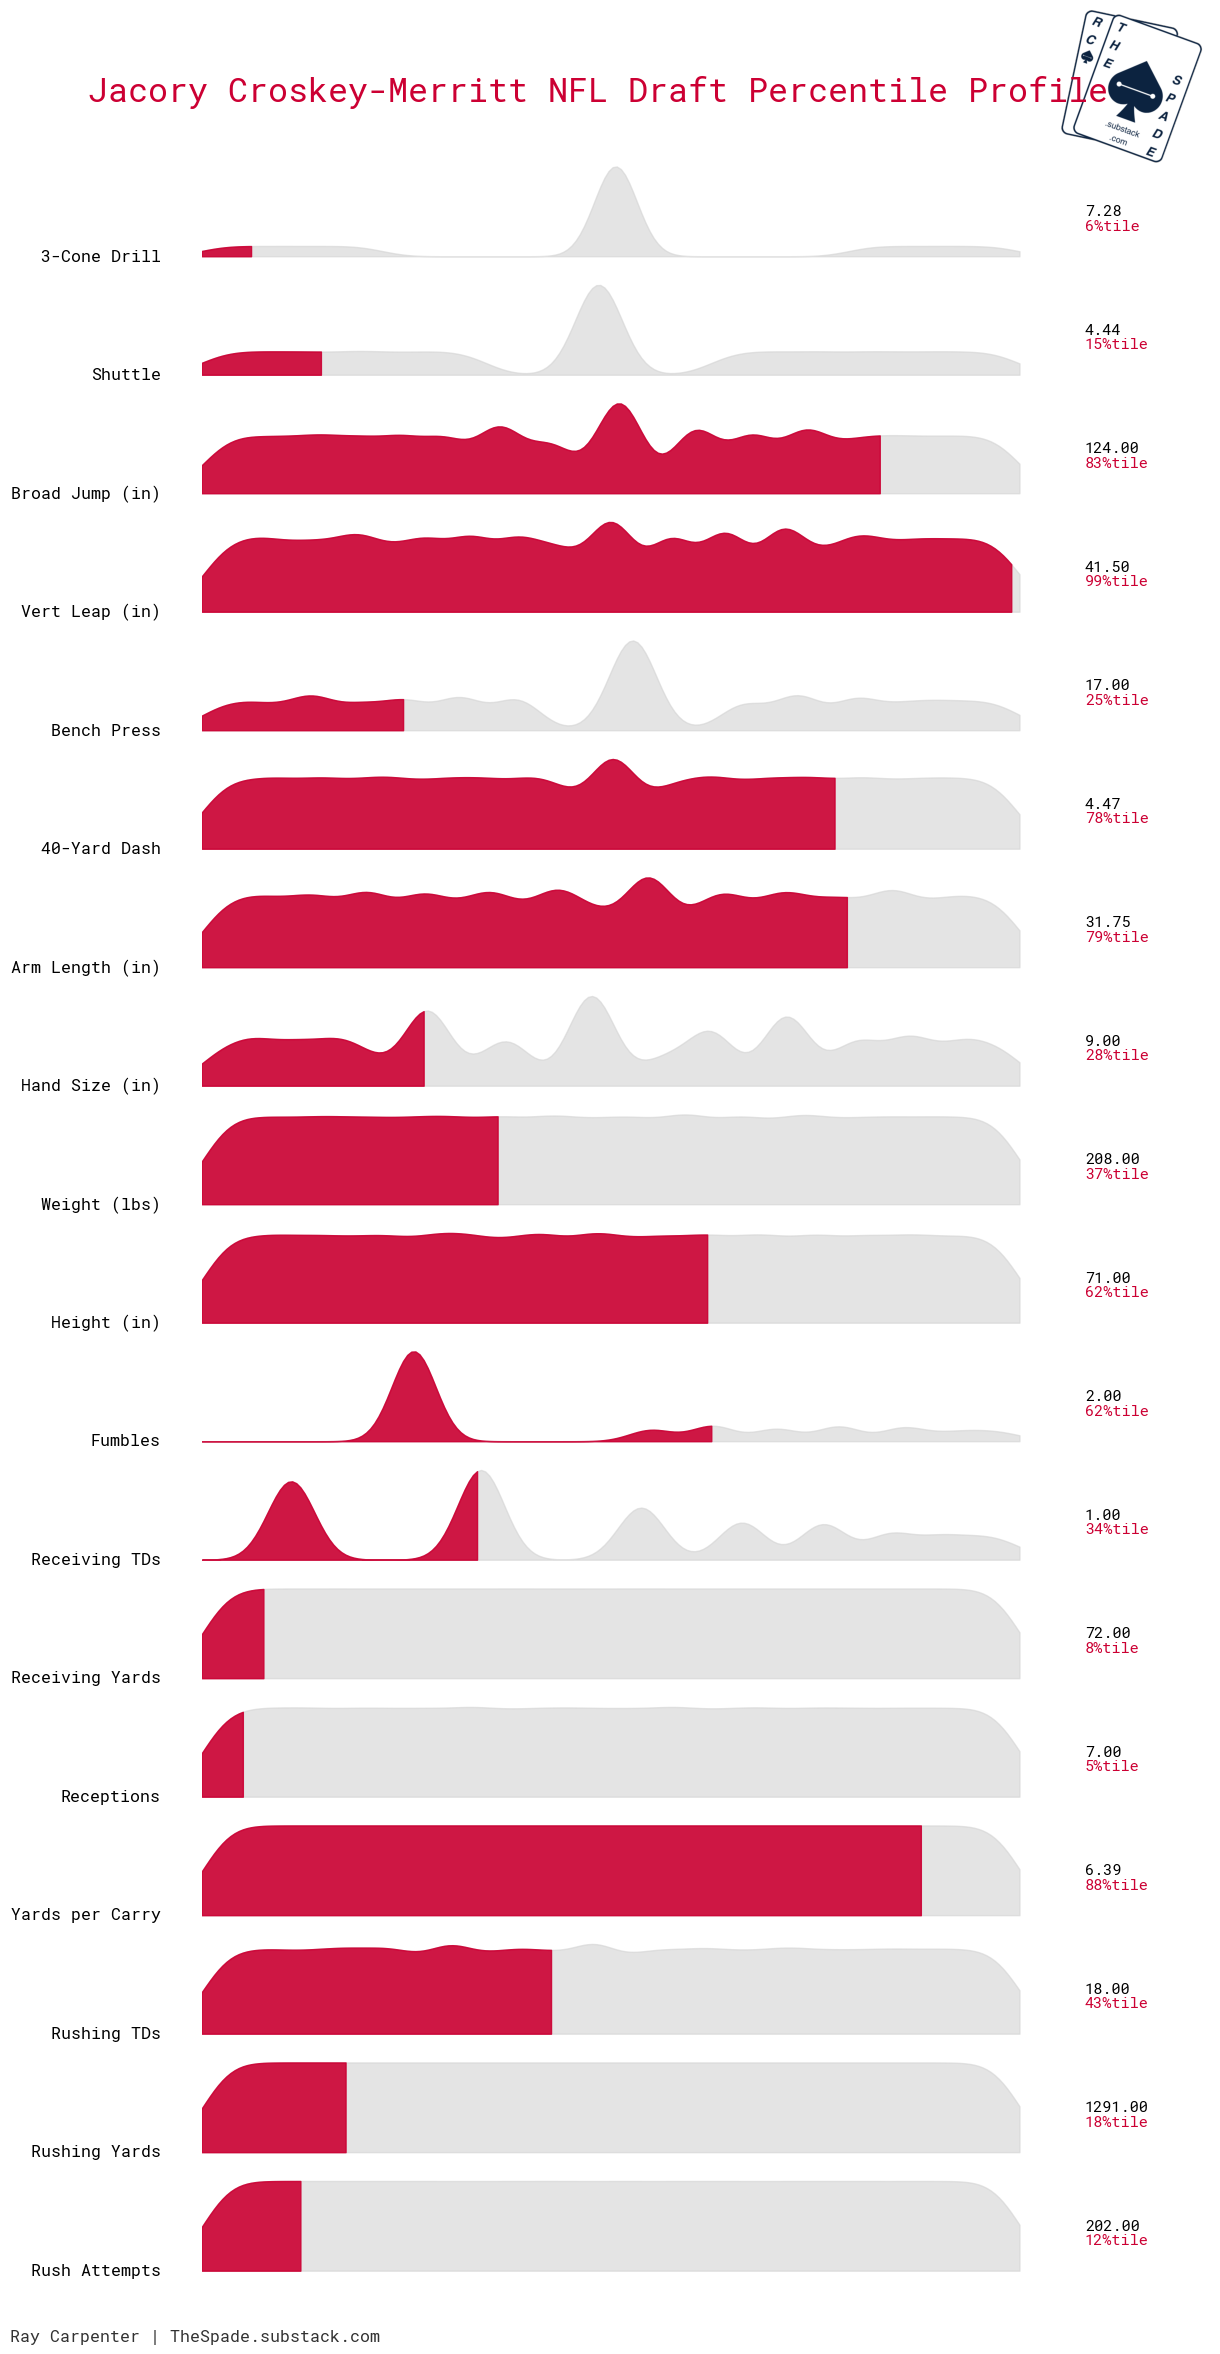 R
C
T
H
E
S
P
A
D
E
.substack
.com
Jacory Croskey-Merritt NFL Draft Percentile Profile
3-Cone Drill
7.28
6%tile
Shuttle
4.44
15%tile
Broad Jump (in)
124.00
83%tile
Vert Leap (in)
41.50
99%tile
Bench Press
17.00
25%tile
40-Yard Dash
4.47
78%tile
Arm Length (in)
31.75
79%tile
Hand Size (in)
9.00
28%tile
Weight (lbs)
208.00
37%tile
Height (in)
71.00
62%tile
Fumbles
2.00
62%tile
Receiving TDs
1.00
34%tile
Receiving Yards
72.00
8%tile
Receptions
7.00
5%tile
Yards per Carry
6.39
88%tile
Rushing TDs
18.00
43%tile
Rushing Yards
1291.00
18%tile
Rush Attempts
202.00
12%tile
Ray Carpenter | TheSpade.substack.com